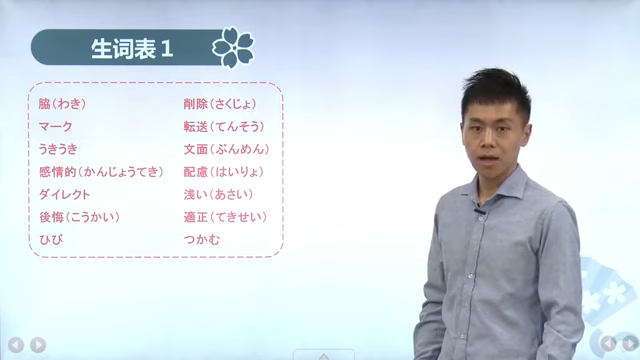 生词表1
脇（わき）
マーク
うきうき
感情的（かんじょうてき）
ダイレクト
後悔（こうかい）
ひび
削除（さくじょ）
転送（てんそう）
文面（ぶんめん）
配慮（はいりょ）
浅い（あさい）
適正（てきせい）
つかむ